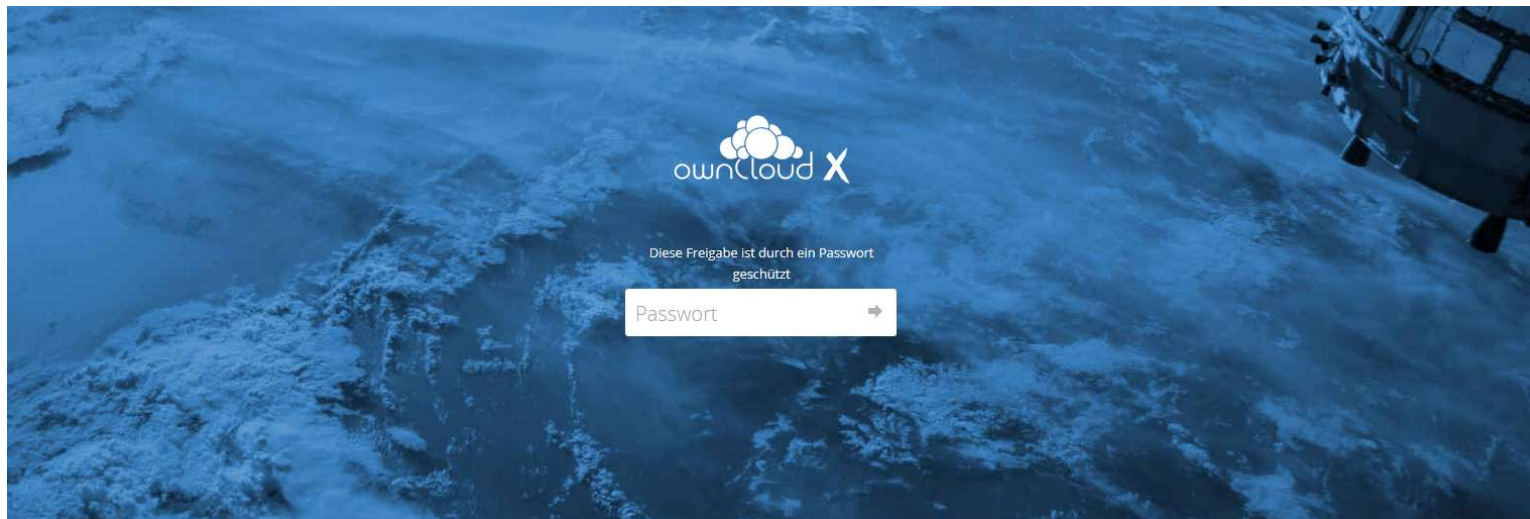 ownCloud X
Diese Freigabe ist durch ein Passwort
geschützt
Passwort